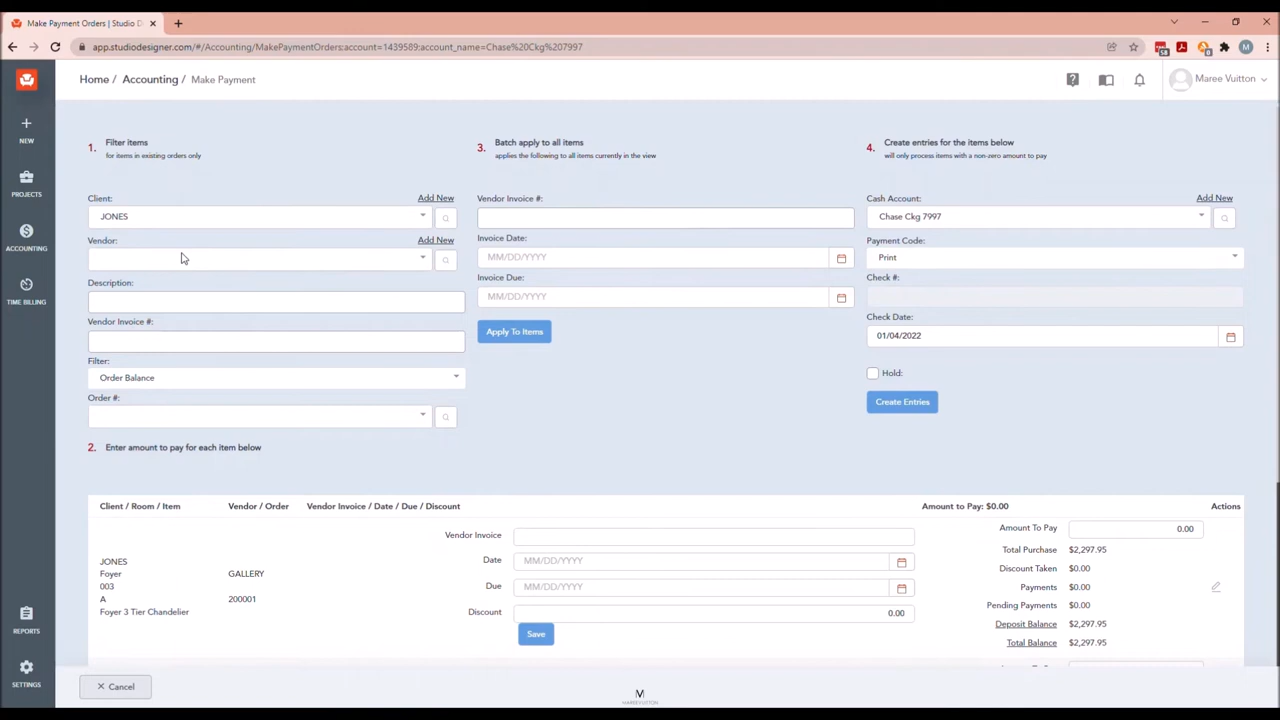 Make Payment Orders | Studio D
app.studiodesigner.com/#/Accounting/MakePaymentOrders;account=1439589;account_name=Chase%20Ckg%207997
58
0
M
Home / Accounting / Make Payment
Maree Vuitton
NEW
PROJECTS
ACCOUNTING
TIME BILLING
REPORTS
SETTINGS
1. Filter items
for items in existing orders only
Client: Add New
JONES
Vendor: Add New
Description:
Vendor Invoice #:
Filter:
Order Balance
Order #:
3. Batch apply to all items
applies the following to all items currently in the view
Vendor Invoice #:
Invoice Date:
MM/DD/YYYY
Invoice Due:
MM/DD/YYYY
Apply To Items
4. Create entries for the items below
will only process items with a non-zero amount to pay
Cash Account: Add New
Chase Ckg 7997
Payment Code:
Print
Check #:
Check Date:
01/04/2022
Hold:
Create Entries
2. Enter amount to pay for each item below
Client / Room / Item Vendor / Order Vendor Invoice / Date / Due / Discount Amount to Pay: $0.00 Actions
JONES
Foyer GALLERY
003
A 200001
Foyer 3 Tier Chandelier
Vendor Invoice
Date MM/DD/YYYY
Due MM/DD/YYYY
Discount 0.00
Save
Amount To Pay 0.00
Total Purchase $2,297.95
Discount Taken $0.00
Payments $0.00
Pending Payments $0.00
Deposit Balance $2,297.95
Total Balance $2,297.95
Cancel
M
MAREEVUITTON